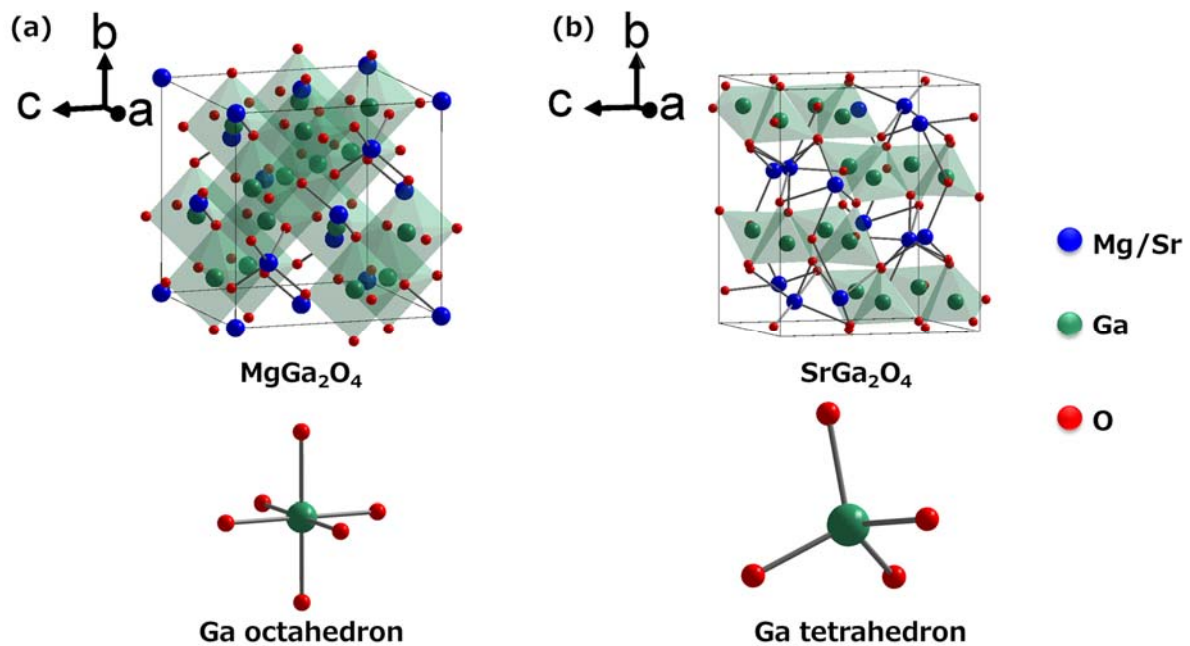 (a)
b
c
a
MgGa₂O₄
Ga octahedron
(b)
b
c
a
SrGa₂O₄
Ga tetrahedron
Mg/Sr
Ga
O